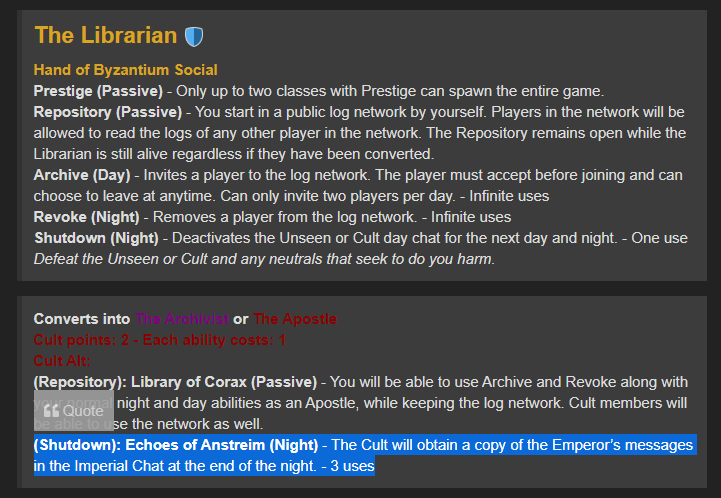 The Librarian
Hand of Byzantium Social
Prestige (Passive) - Only up to two classes with Prestige can spawn the entire game.
Repository (Passive) - You start in a public log network by yourself. Players in the network will be
allowed to read the logs of any other player in the network. The Repository remains open while the
Librarian is still alive regardless if they have been converted.
Archive (Day) - Invites a player to the log network. The player must accept before joining and can
choose to leave at anytime. Can only invite two players per day. - Infinite uses
Revoke (Night) - Removes a player from the log network. - Infinite uses
Shutdown (Night) - Deactivates the Unseen or Cult day chat for the next day and night. - One use
Defeat the Unseen or Cult and any neutrals that seek to do you harm.
Converts into The Archivist or The Apostle
Cult points: 2 - Each ability costs: 1
Cult Alt:
(Repository): Library of Corax (Passive) - You will be able to use Archive and Revoke along with
your normal night and day abilities as an Apostle, while keeping the log network. Cult members will
Quote
be able to use the network as well.
(Shutdown): Echoes of Anstreim (Night) - The Cult will obtain a copy of the Emperor's messages
in the Imperial Chat at the end of the night. - 3 uses